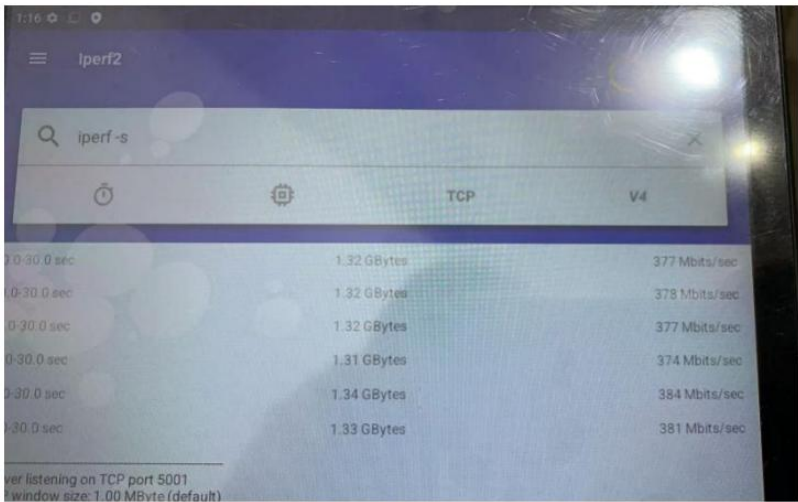 1:16
Iperf2
iperf -s
TCP V4
0.0-30.0 sec 1.32 GBytes 377 Mbits/sec
.0-30.0 sec 1.32 GBytes 378 Mbits/sec
.0-30.0 sec 1.32 GBytes 377 Mbits/sec
0-30.0 sec 1.31 GBytes 374 Mbits/sec
0-30.0 sec 1.34 GBytes 384 Mbits/sec
-30.0 sec 1.33 GBytes 381 Mbits/sec
ver listening on TCP port 5001
window size: 1.00 MByte (default)